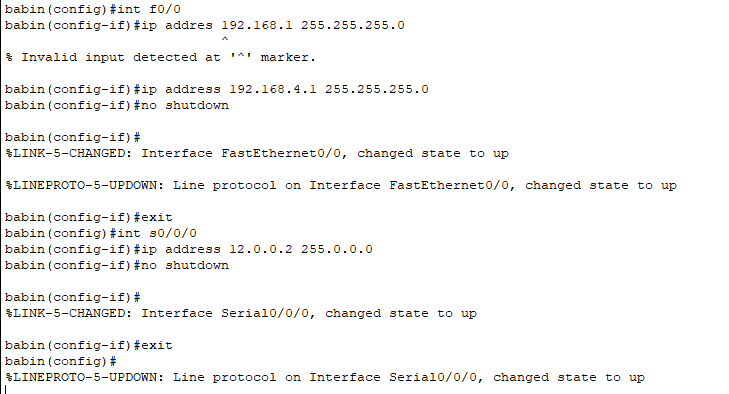 babin(config)#int f0/0
babin(config-if)#ip addres 192.168.1 255.255.255.0
^
% Invalid input detected at '^' marker.
babin(config-if)#ip address 192.168.4.1 255.255.255.0
babin(config-if)#no shutdown
babin(config-if)#
%LINK-5-CHANGED: Interface FastEthernet0/0, changed state to up
%LINEPROTO-5-UPDOWN: Line protocol on Interface FastEthernet0/0, changed state to up
babin(config-if)#exit
babin(config)#int s0/0/0
babin(config-if)#ip address 12.0.0.2 255.0.0.0
babin(config-if)#no shutdown
babin(config-if)#
%LINK-5-CHANGED: Interface Serial0/0/0, changed state to up
babin(config-if)#exit
babin(config)#
%LINEPROTO-5-UPDOWN: Line protocol on Interface Serial0/0/0, changed state to up